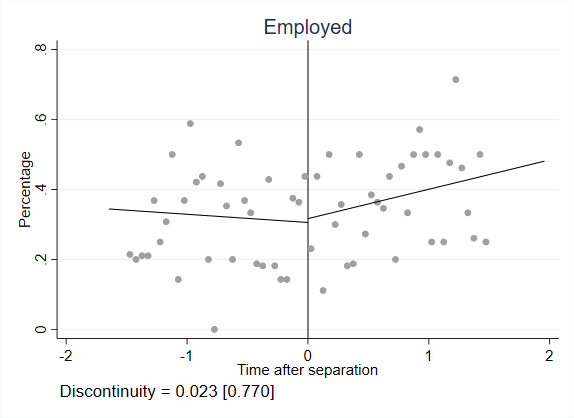 Employed
Percentage
.8
.6
.4
.2
0
-2 -1 0 1 2
Time after separation
Discontinuity = 0.023 [0.770]